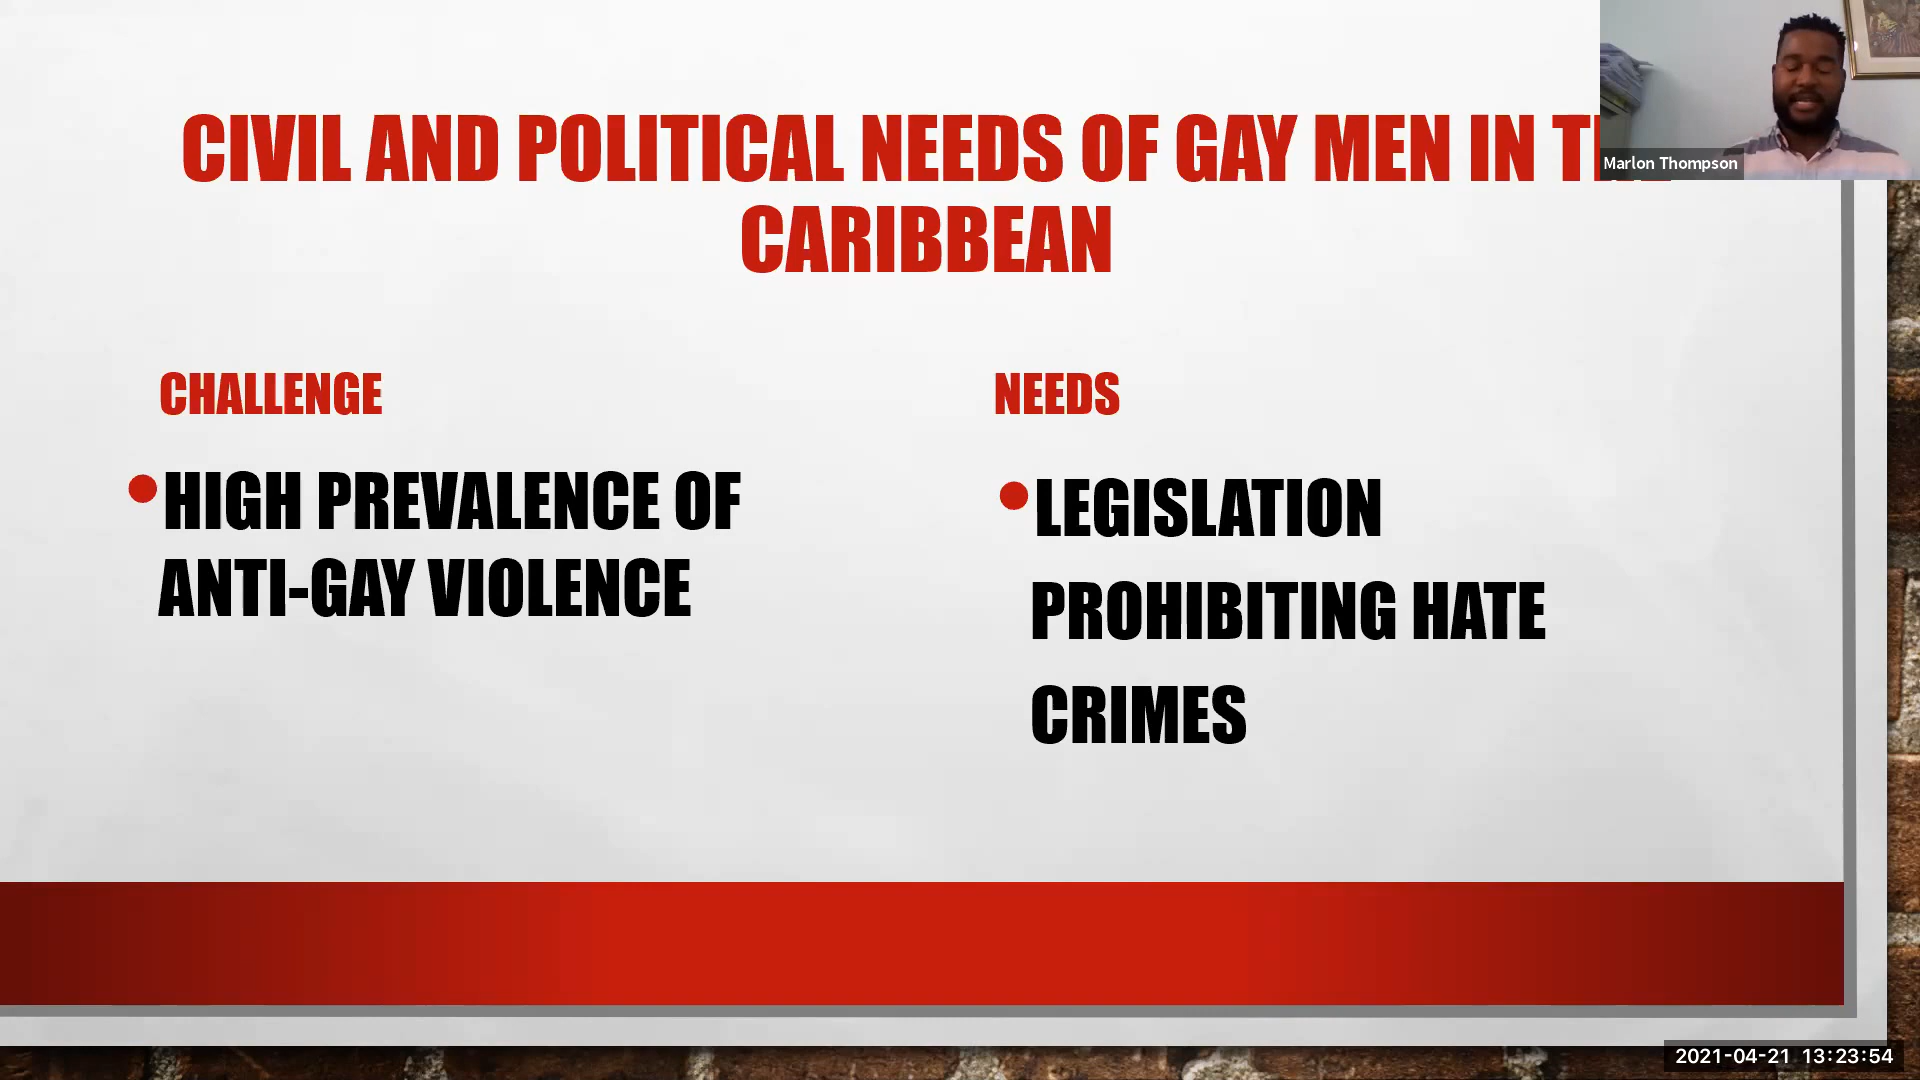 CIVIL AND POLITICAL NEEDS OF GAY MEN IN
CARIBBEAN
Marlon Thompson
CHALLENGE
HIGH PREVALENCE OF
ANTI-GAY VIOLENCE
NEEDS
LEGISLATION
PROHIBITING HATE
CRIMES
2021-04-21 13:23:54